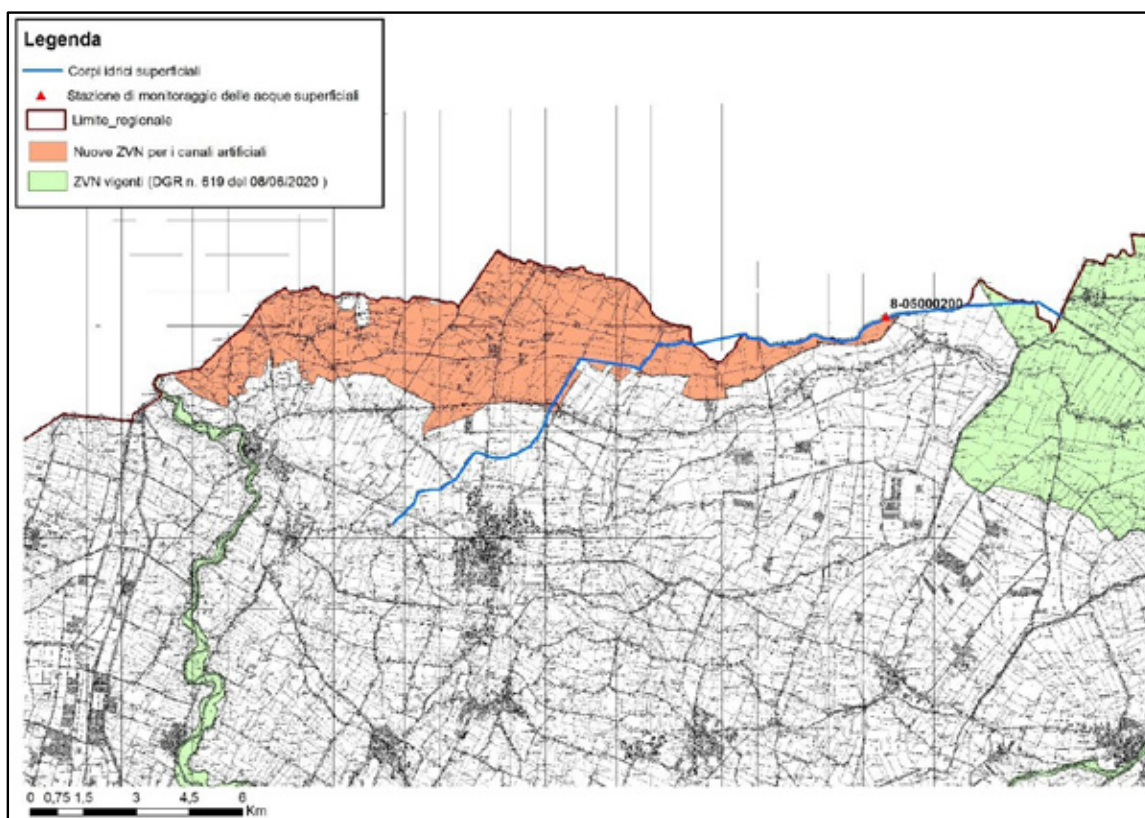 Legenda
Corpi idrici superficiali
Stazione di monitoraggio delle acque superficiali
Limite_regionale
Nuove ZVN per i canali artificiali
ZVN vigenti (DGR n. 619 del 08/06/2020 )
8-05000200
0 0,75 1,5 3 4,5 6
Km